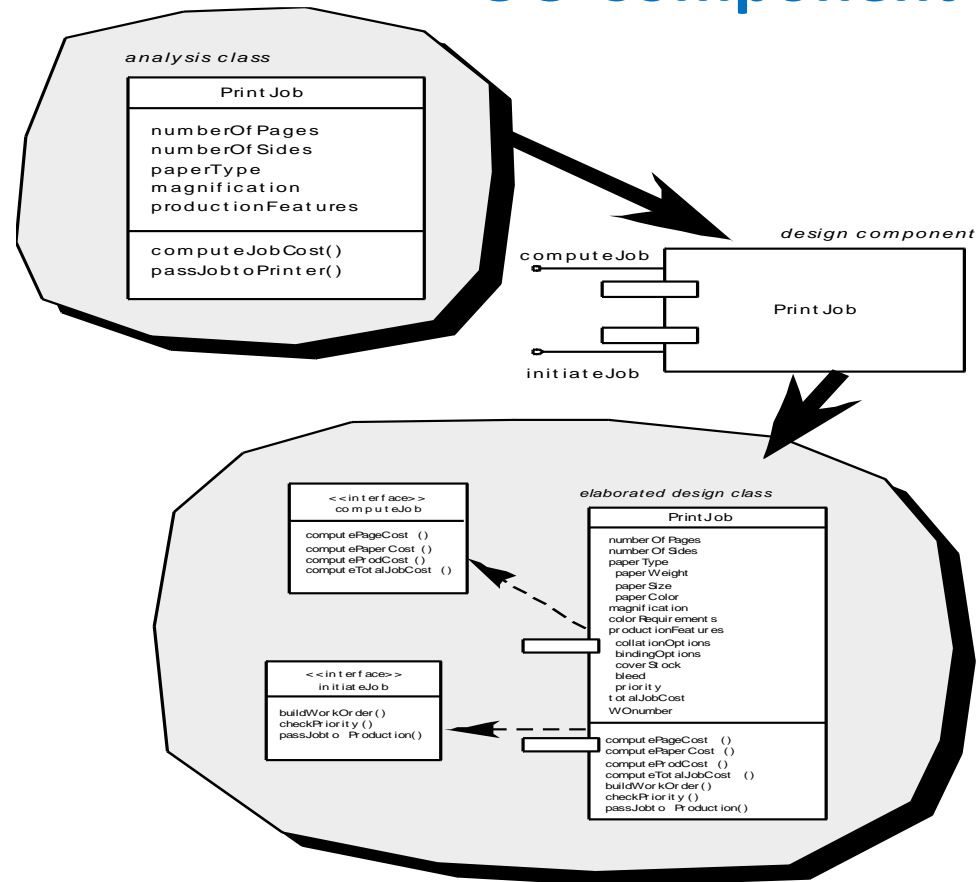 OO component
analysis class
PrintJob
numberOfPages
numberOfSides
paperType
magnification
productionFeatures
computeJobCost()
passJobtoPrinter()
design component
computeJob
PrintJob
initiateJob
<<interface>>
computeJob
computePageCost ()
computePaperCost ()
computeProdCost ()
computeTotalJobCost ()
<<interface>>
initiateJob
buildWorkOrder ()
checkPriority ()
passJobto Production()
elaborated design class
PrintJob
numberOfPages
numberOfSides
paperType
paperWeight
paperSize
paperColor
magnification
colorRequirements
productionFeatures
collationOptions
bindingOptions
coverStock
bleed
priority
totalJobCost
WOnumber
computePageCost ()
computePaperCost ()
computeProdCost ()
computeTotalJobCost ()
buildWorkOrder ()
checkPriority ()
passJobto Production()